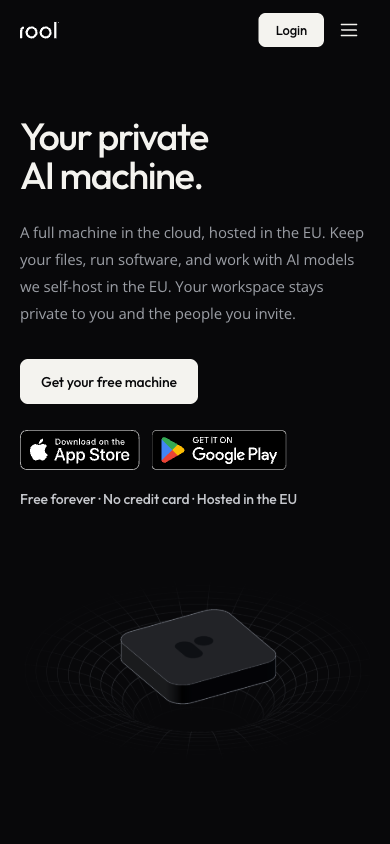 rool
Login
Your private
AI machine.
A full machine in the cloud, hosted in the EU. Keep
your files, run software, and work with AI models
we self-host in the EU. Your workspace stays
private to you and the people you invite.
Get your free machine
Download on the
App Store
GET IT ON
Google Play
Free forever · No credit card · Hosted in the EU